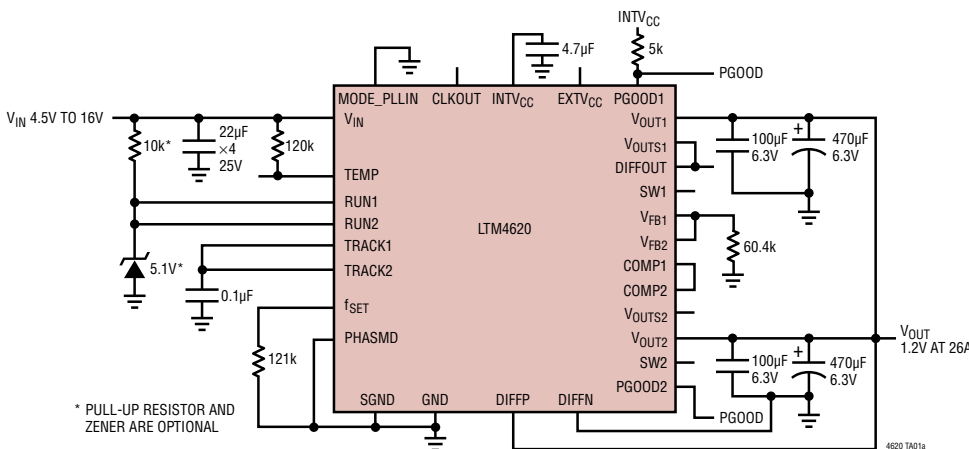 INTVCC
5k
PGOOD
4.7µF
MODE_PLLIN CLKOUT INTVCC EXTVCC PGOOD1
VIN 4.5V TO 16V
10k*
22µF
×4
25V
120k
VIN
TEMP
RUN1
RUN2
TRACK1
TRACK2
fSET
PHASMD
5.1V*
0.1µF
121k
LTM4620
SGND GND DIFFP DIFFN
VOUT1
VOUTS1
DIFFOUT
SW1
VFB1
VFB2
COMP1
COMP2
VOUTS2
VOUT2
SW2
PGOOD2
100µF
6.3V
+
470µF
6.3V
60.4k
VOUT
1.2V AT 26A
100µF
6.3V
+
470µF
6.3V
PGOOD
* PULL-UP RESISTOR AND
ZENER ARE OPTIONAL
4620 TA01a